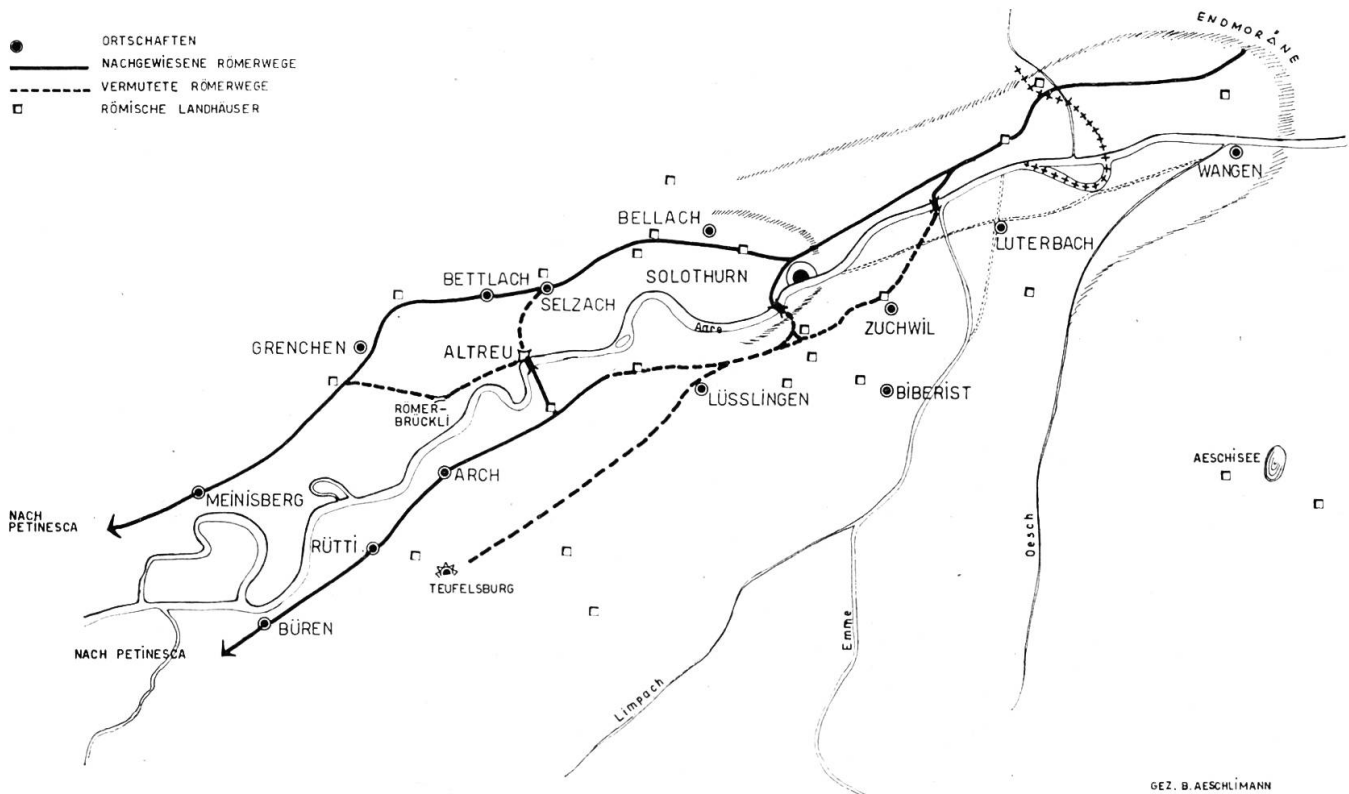 ORTSCHAFTEN
NACHGEWIESENE RÖMERWEGE
VERMUTETE RÖMERWEGE
RÖMISCHE LANDHÄUSER
ENDMORÄNE
WANGEN
BELLACH
LUTERBACH
SOLOTHURN
BETTLACH
SELZACH
ZUCHWIL
Aare
GRENCHEN
ALTREU
LÜSSLINGEN
BIBERIST
RÖMER-
BRÜCKLI
ARCH
AESCHISEE
MEINISBERG
NACH
PETINESCA
RÜTTI
Oesch
TEUFELSBURG
BÜREN
NACH PETINESCA
Emme
Limpach
GEZ. B. AESCHLIMANN